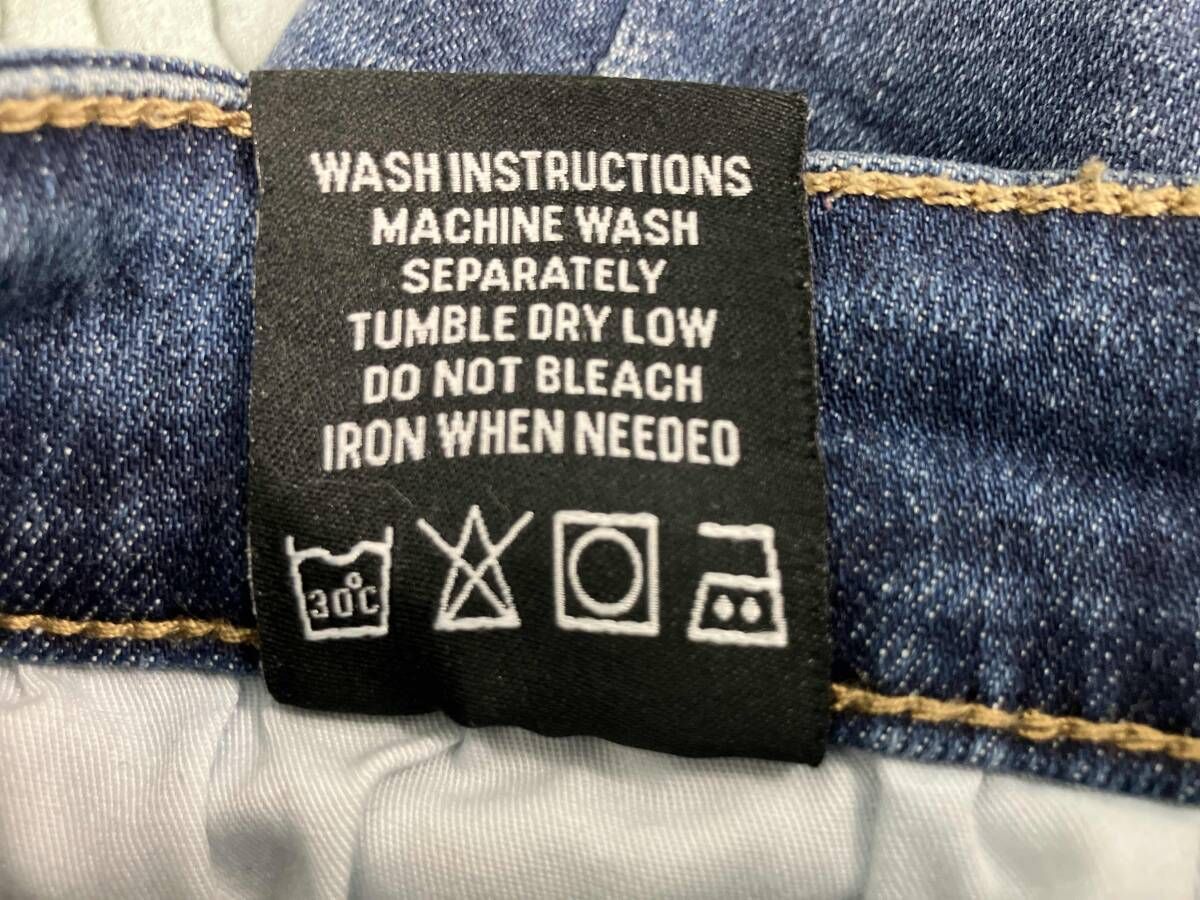 WASH INSTRUCTIONS
MACHINE WASH
SEPARATELY
TUMBLE DRY LOW
DO NOT BLEACH
IRON WHEN NEEDED
30°C